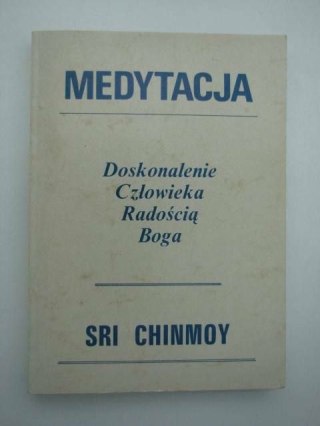 MEDYTACJA
Doskonalenie
Człowieka
Radością
Boga
SRI CHINMOY